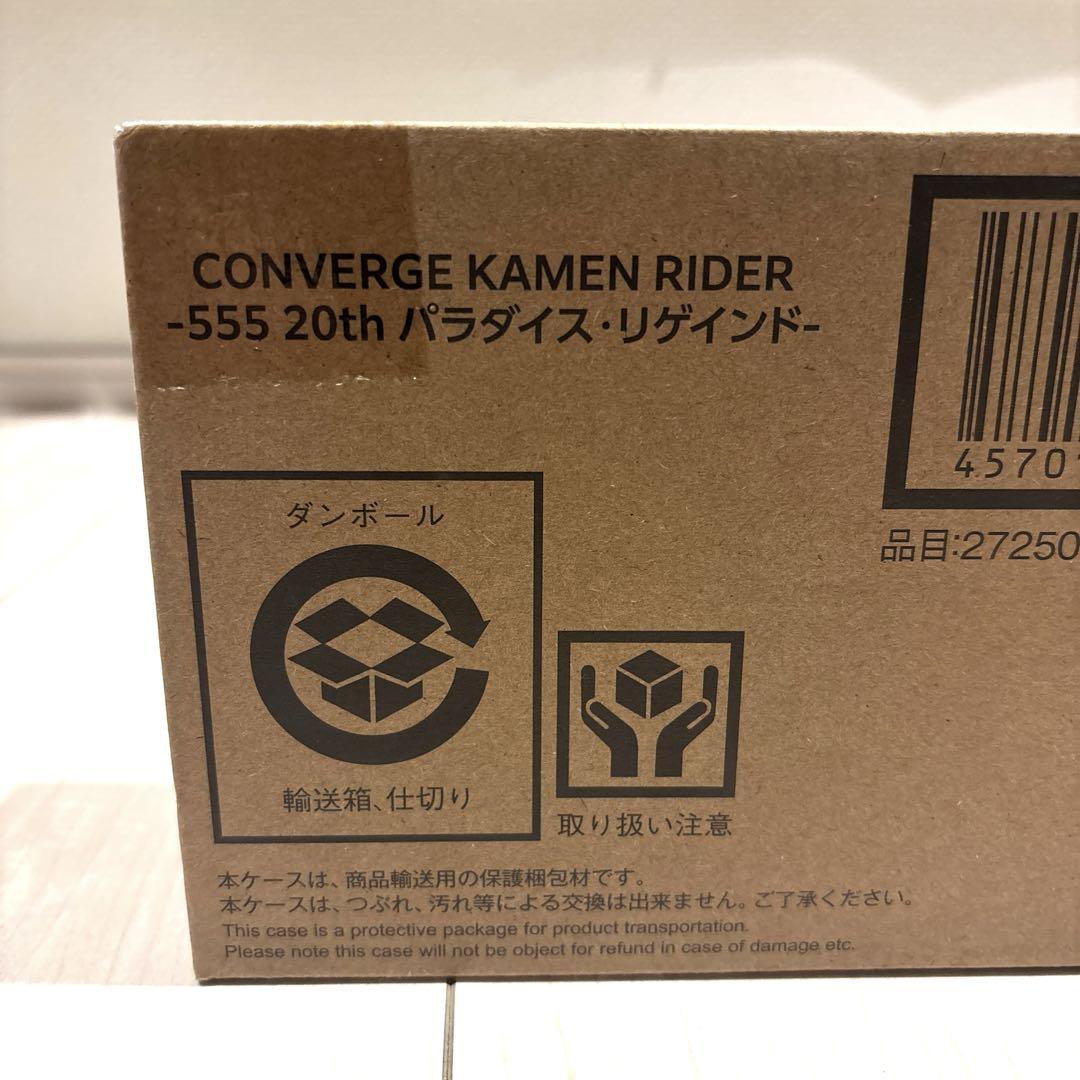 CONVERGE KAMEN RIDER
-555 20th パラダイス・リゲインド-
4570
品目:27250
ダンボール
輸送箱、仕切り
取り扱い注意
本ケースは、商品輸送用の保護梱包材です。
本ケースは、つぶれ、汚れ等による交換は出来ません。ご了承ください。
This case is a protective package for product transportation.
Please note this case will not be object for refund in case of damage etc.